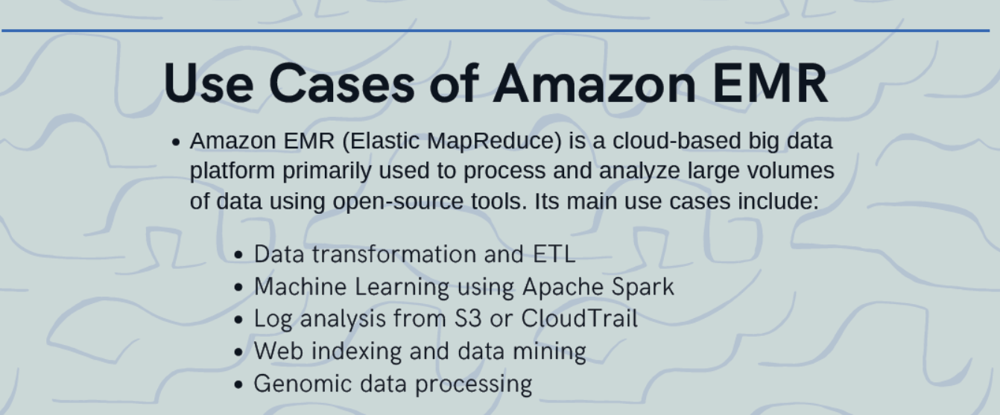 Use Cases of Amazon EMR
• Amazon EMR (Elastic MapReduce) is a cloud-based big data
platform primarily used to process and analyze large volumes
of data using open-source tools. Its main use cases include:
• Data transformation and ETL
• Machine Learning using Apache Spark
• Log analysis from S3 or CloudTrail
• Web indexing and data mining
• Genomic data processing